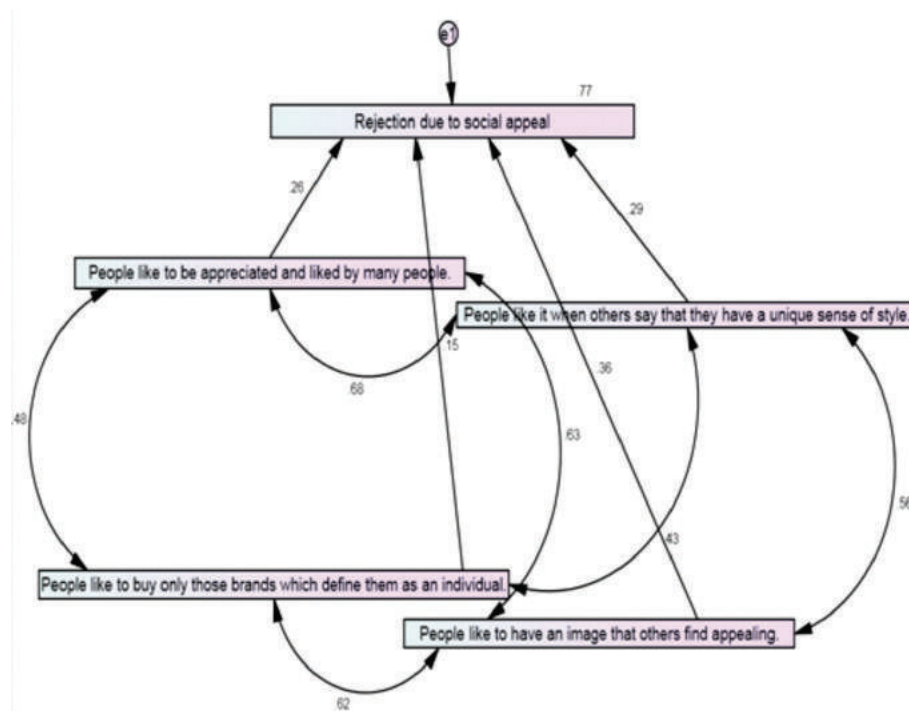 e1
77
Rejection due to social appeal
.26
.29
People like to be appreciated and liked by many people.
People like it when others say that they have a unique sense of style.
.15
.36
.68
.48
.63
.56
.43
People like to buy only those brands which define them as an individual.
People like to have an image that others find appealing.
62